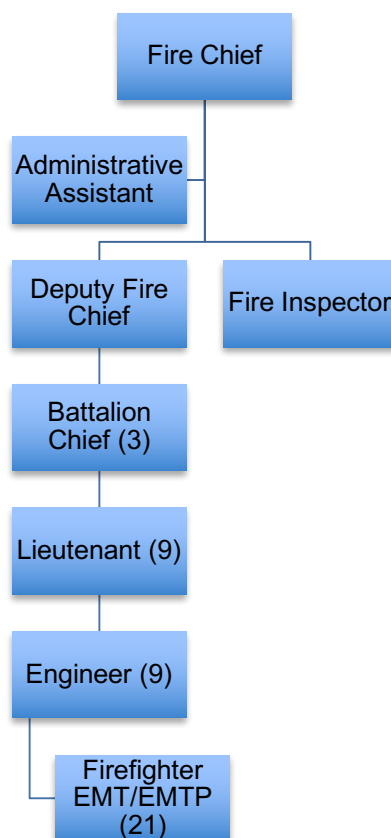 Fire Chief
Administrative
Assistant
Deputy Fire
Chief
Fire Inspector
Battalion
Chief (3)
Lieutenant (9)
Engineer (9)
Firefighter
EMT/EMTP
(21)